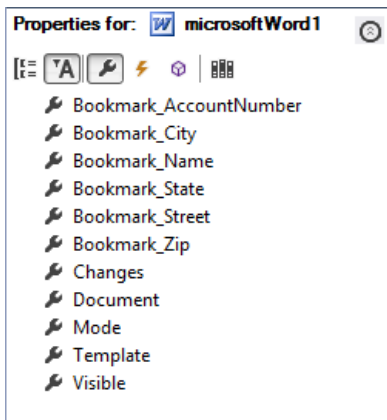 Properties for: microsoftWord1
Bookmark_AccountNumber
Bookmark_City
Bookmark_Name
Bookmark_State
Bookmark_Street
Bookmark_Zip
Changes
Document
Mode
Template
Visible